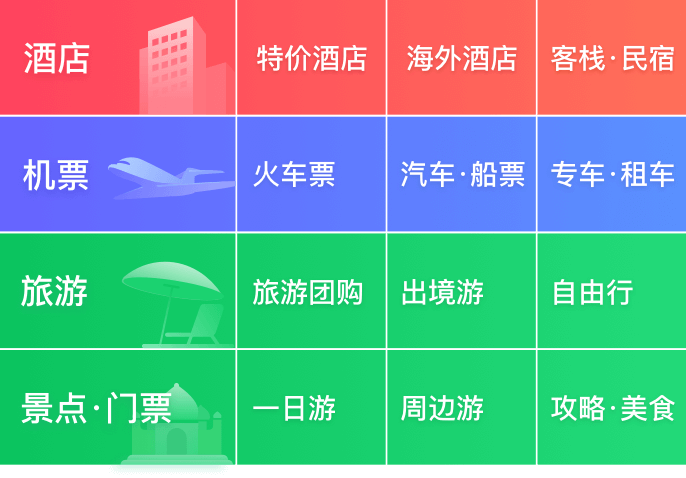 酒店 特价酒店 海外酒店 客栈·民宿
机票 火车票 汽车·船票 专车·租车
旅游 旅游团购 出境游 自由行
景点·门票 一日游 周边游 攻略·美食